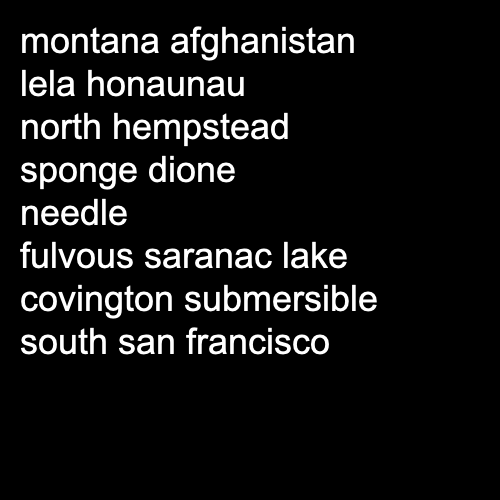 montana afghanistan
lela honaunau
north hempstead
sponge dione
needle
fulvous saranac lake
covington submersible
south san francisco